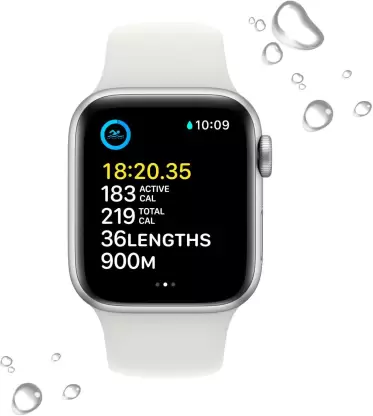 10:09
18:20.35
183 ACTIVE CAL
219 TOTAL CAL
36LENGTHS
900M